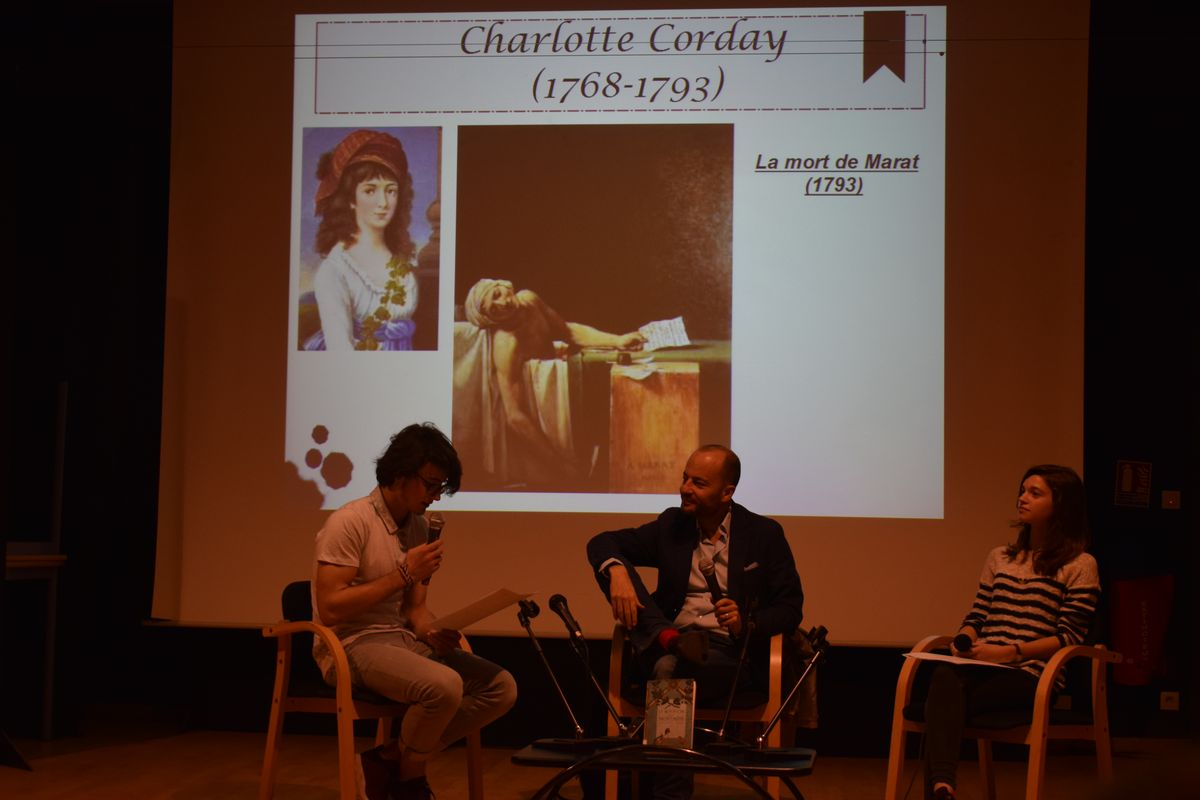 Charlotte Corday
(1768-1793)
La mort de Marat
(1793)